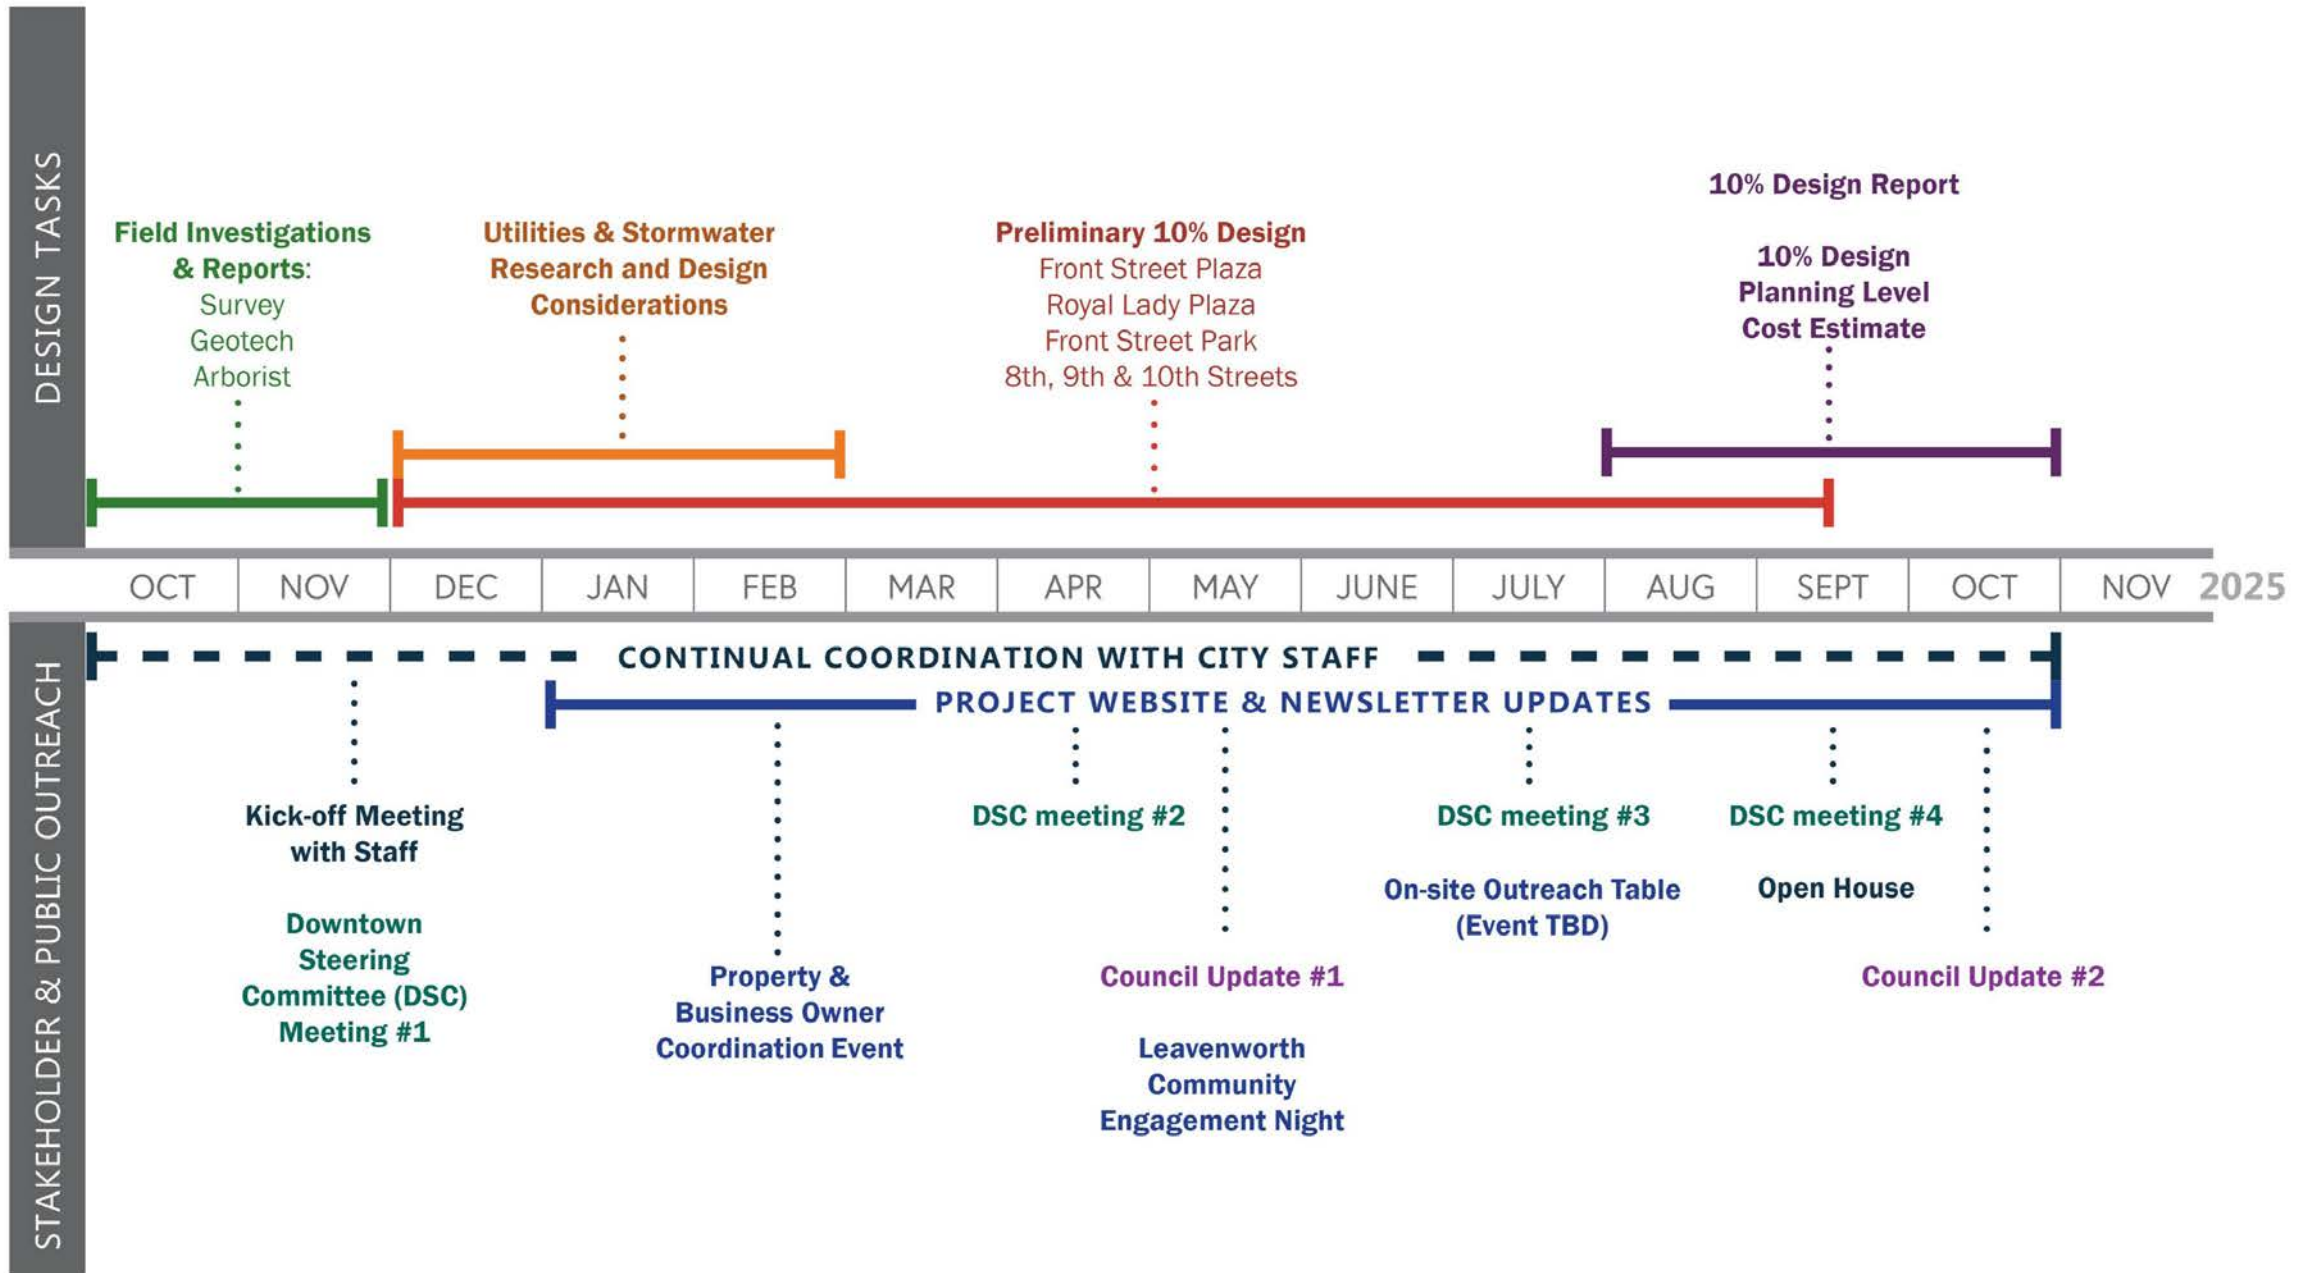 DESIGN TASKS
Field Investigations
& Reports:
Survey
Geotech
Arborist
Utilities & Stormwater
Research and Design
Considerations
Preliminary 10% Design
Front Street Plaza
Royal Lady Plaza
Front Street Park
8th, 9th & 10th Streets
10% Design Report
10% Design
Planning Level
Cost Estimate
OCT NOV DEC JAN FEB MAR APR MAY JUNE JULY AUG SEPT OCT NOV 2025
STAKEHOLDER & PUBLIC OUTREACH
CONTINUAL COORDINATION WITH CITY STAFF
PROJECT WEBSITE & NEWSLETTER UPDATES
Kick-off Meeting
with Staff
Downtown
Steering
Committee (DSC)
Meeting #1
Property &
Business Owner
Coordination Event
DSC meeting #2
Council Update #1
Leavenworth
Community
Engagement Night
DSC meeting #3
On-site Outreach Table
(Event TBD)
DSC meeting #4
Open House
Council Update #2